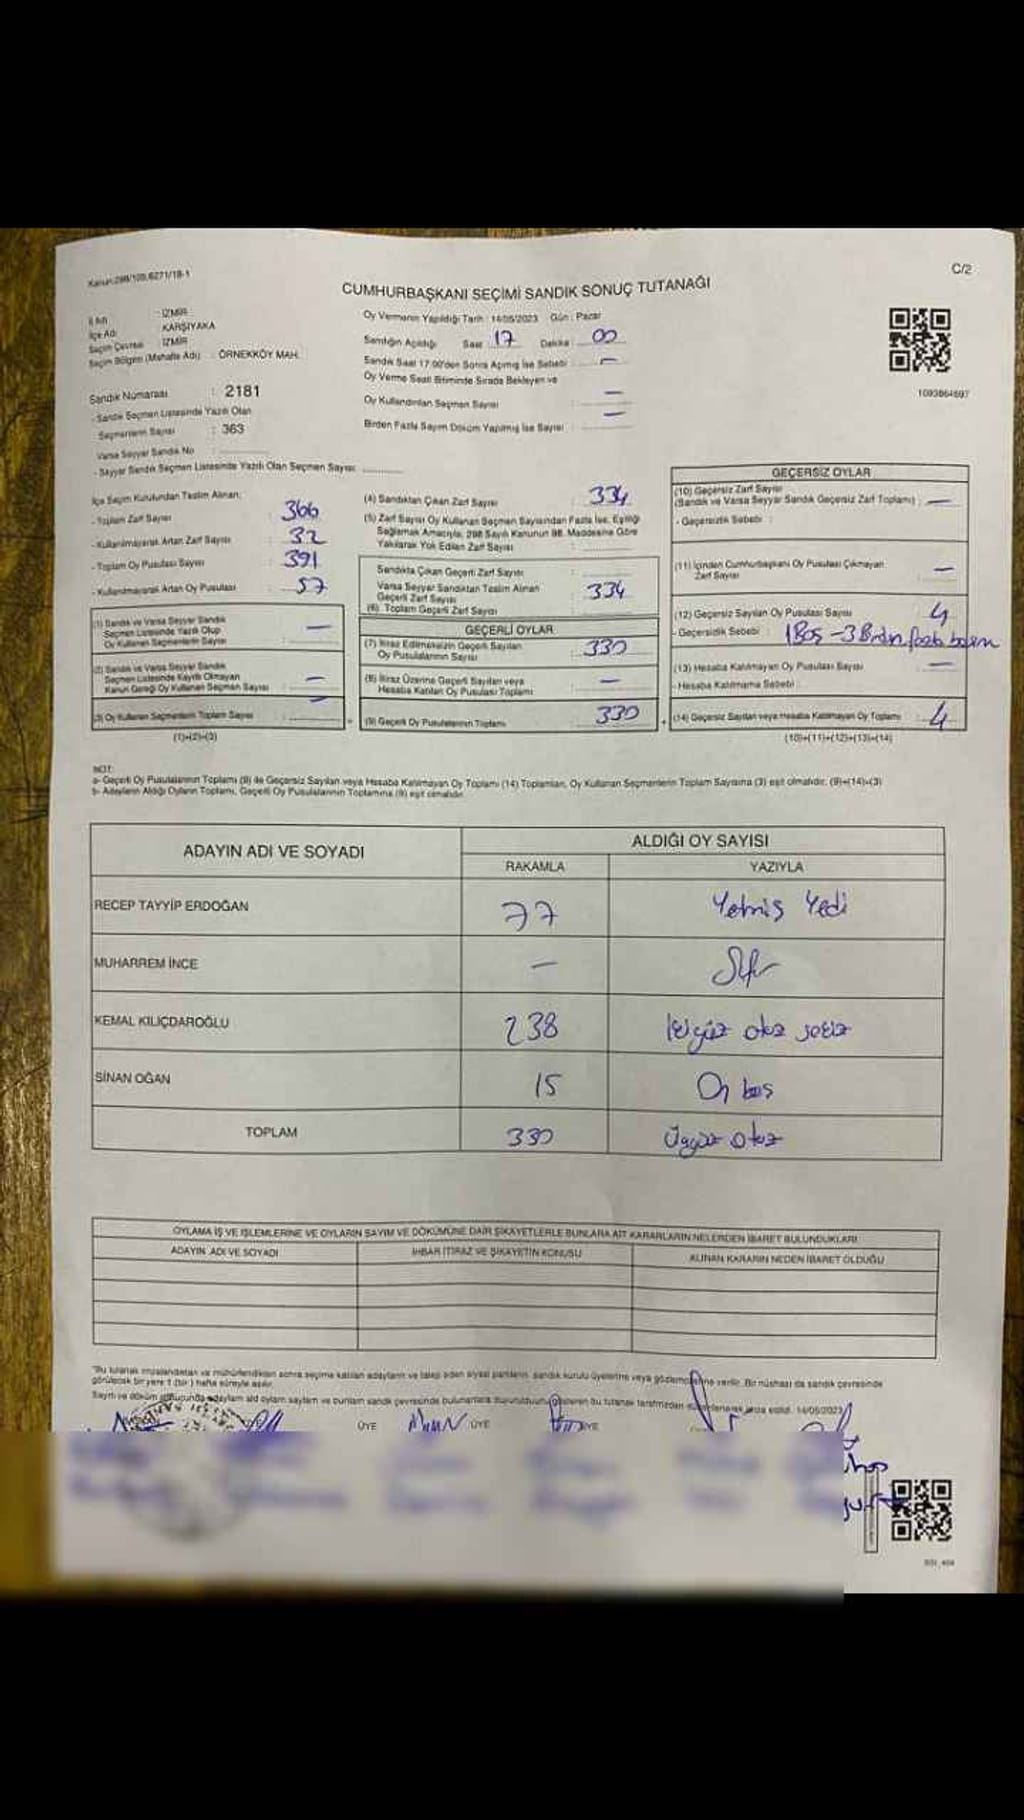 Kanun:298/109,6271/18-1
C/2
CUMHURBAŞKANI SEÇİMİ SANDIK SONUÇ TUTANAĞI
İl Adı : İZMİR
İlçe Adı : KARŞIYAKA
Seçim Çevresi : İZMİR
Seçim Bölgesi (Mahalle Adı) : ÖRNEKKÖY MAH.
Sandık Numarası : 2181
- Sandık Seçmen Listesinde Yazılı Olan
Seçmenlerin Sayısı : 363
Varsa Seyyar Sandık No :
- Seyyar Sandık Seçmen Listesinde Yazılı Olan Seçmen Sayısı
Oy Vermenin Yapıldığı Tarih : 14/05/2023 Gün : Pazar
Sandığın Açıldığı Saat : 17 Dakika : 00
Sandık Saat 17.00'den Sonra Açılmış İse Sebebi : —
Oy Verme Saati Bitiminde Sırada Bekleyen ve
Oy Kullandırılan Seçmen Sayısı : —
Birden Fazla Sayım Döküm Yapılmış İse Sayısı : —
1093864697
İlçe Seçim Kurulundan Teslim Alınan;
- Toplam Zarf Sayısı : 366
- Kullanılmayarak Artan Zarf Sayısı : 32
- Toplam Oy Pusulası Sayısı : 391
- Kullanılmayarak Artan Oy Pusulası : 57
(1) Sandık ve Varsa Seyyar Sandık
Seçmen Listesinde Yazılı Olup
Oy Kullanan Seçmenlerin Sayısı : —
(2) Sandık ve Varsa Seyyar Sandık
Seçmen Listesinde Kayıtlı Olmayan
Kanun Gereği Oy Kullanan Seçmen Sayısı : —
(3) Oy Kullanan Seçmenlerin Toplam Sayısı : —
(1)+(2)=(3)
(4) Sandıktan Çıkan Zarf Sayısı : 334
(5) Zarf Sayısı Oy Kullanan Seçmen Sayısından Fazla İse, Eşitliği
Sağlamak Amacıyla, 298 Sayılı Kanunun 98. Maddesine Göre
Yakılarak Yok Edilen Zarf Sayısı :
Sandıkta Çıkan Geçerli Zarf Sayısı :
Varsa Seyyar Sandıktan Teslim Alınan
Geçerli Zarf Sayısı : 334
(6) Toplam Geçerli Zarf Sayısı
GEÇERLİ OYLAR
(7) İtiraz Edilmeksizin Geçerli Sayılan
Oy Pusulalarının Sayısı : 330
(8) İtiraz Üzerine Geçerli Sayılan veya
Hesaba Katılan Oy Pusulası Toplamı : —
(9) Geçerli Oy Pusulalarının Toplamı : 330
GEÇERSİZ OYLAR
(10) Geçersiz Zarf Sayısı
(Sandık ve Varsa Seyyar Sandık Geçersiz Zarf Toplamı) : —
- Geçersizlik Sebebi :
(11) İçinden Cumhurbaşkanı Oy Pusulası Çıkmayan
Zarf Sayısı : —
(12) Geçersiz Sayılan Oy Pusulası Sayısı : 4
- Geçersizlik Sebebi : 1 Boş - 3 Birden fazla basım
(13) Hesaba Katılmayan Oy Pusulası Sayısı : —
- Hesaba Katılmama Sebebi :
(14) Geçersiz Sayılan veya Hesaba Katılmayan Oy Toplamı : 4
(10)+(11)+(12)+(13)=(14)
NOT:
a- Geçerli Oy Pusulalarının Toplamı (9) ile Geçersiz Sayılan veya Hesaba Katılmayan Oy Toplamı (14) Toplamları, Oy Kullanan Seçmenlerin Toplam Sayısına (3) eşit olmalıdır. (9)+(14)=(3)
b- Adayların Aldığı Oyların Toplamı, Geçerli Oy Pusulalarının Toplamına (9) eşit olmalıdır.
ADAYIN ADI VE SOYADI
ALDIĞI OY SAYISI
RAKAMLA YAZIYLA
RECEP TAYYİP ERDOĞAN 77 Yetmiş Yedi
MUHARREM İNCE — Sıfır
KEMAL KILIÇDAROĞLU 238 İkiyüz otuz sekiz
SİNAN OĞAN 15 On beş
TOPLAM 330 Üçyüz otuz
OYLAMA İŞ VE İŞLEMLERİNE VE OYLARIN SAYIM VE DÖKÜMÜNE DAİR ŞİKAYETLERLE BUNLARA AİT KARARLARIN NELERDEN İBARET BULUNDUKLARI
ADAYIN ADI VE SOYADI İHBAR İTİRAZ VE ŞİKAYETİN KONUSU ALINAN KARARIN NEDEN İBARET OLDUĞU
"Bu tutanak imzalandıktan ve mühürlendikten sonra seçime katılan adayların ve talep eden siyasi partilerin, sandık kurulu üyelerine veya gözlemcilerine verilir. Bir nüshası da sandık çevresinde
görülecek bir yere 1 (bir ) hafta süreyle asılır.
Sayım ve döküm sonucunda adayların oyların sayıları ve bunların sandık çevresinde bulunanlara duyurulduğunu gösteren bu tutanak tarafımızdan düzenlenerek imza edildi. 14/05/2023
ÜYE ÜYE ÜYE